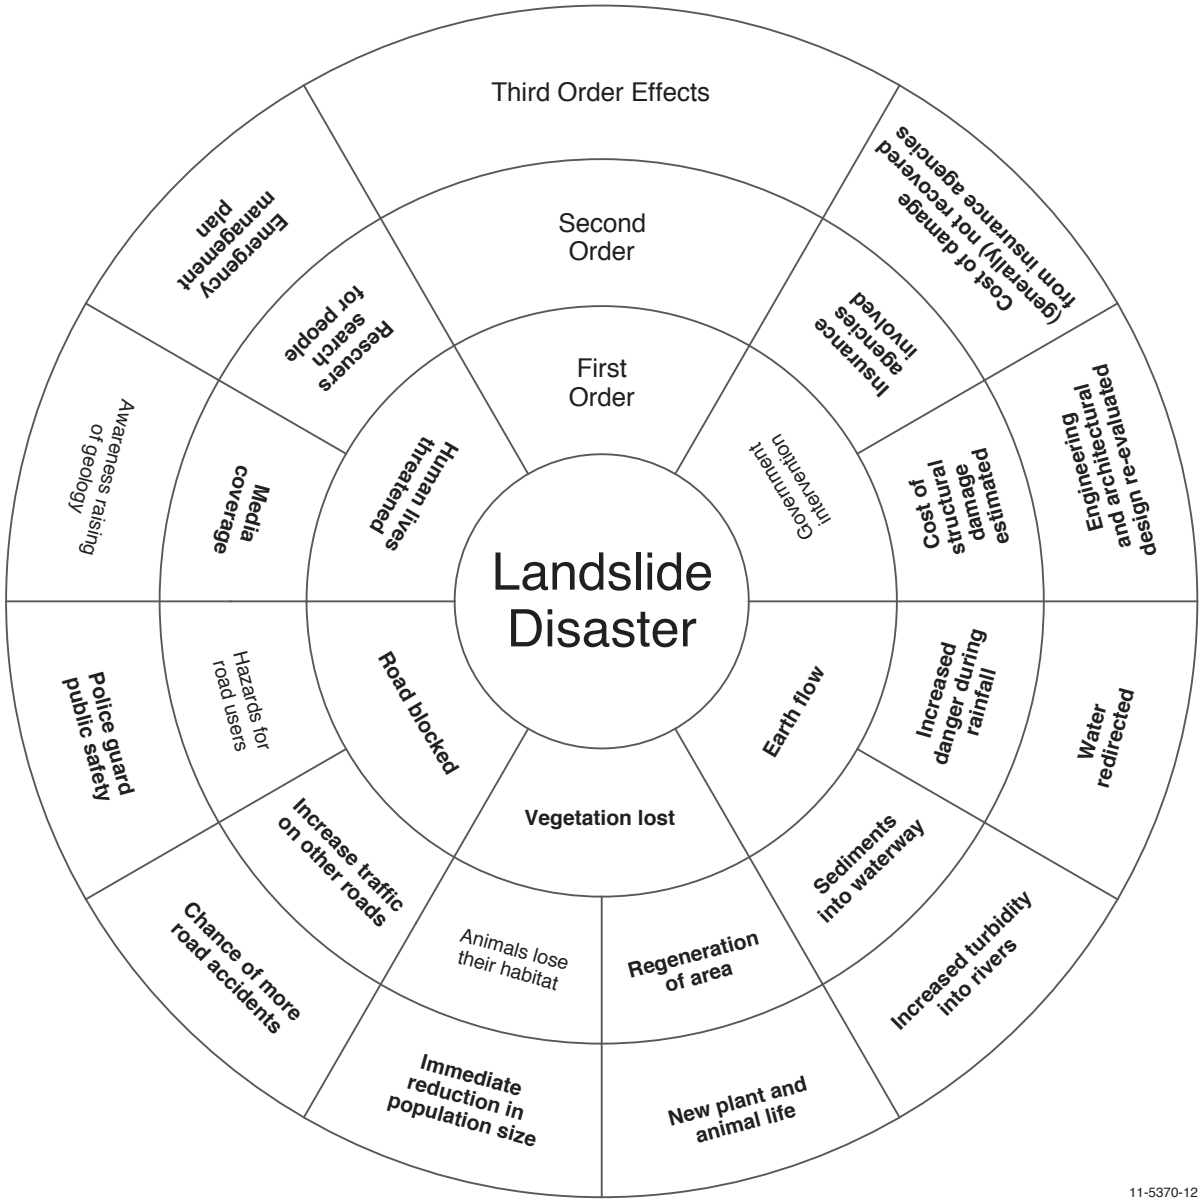 Third Order Effects
Second
Order
First
Order
Landslide
Disaster
Cost of damage
(generally) not recovered
from insurance agencies
Insurance
agencies
involved
Government
intervention
Cost of
structural
damage
estimated
Engineering
and architectural
design re-evaluated
Earth flow
Increased
danger during
rainfall
Water
redirected
Sediments
into waterway
Increased turbidity
into rivers
Vegetation lost
Regeneration
of area
New plant and
animal life
Animals lose
their habitat
Immediate
reduction in
population size
Road blocked
Increase traffic
on other roads
Chance of more
road accidents
Hazards for
road users
Police guard
public safety
Human lives
threatened
Media
coverage
Awareness raising
of geology
Rescuers
search
for people
Emergency
management
plan
11-5370-12